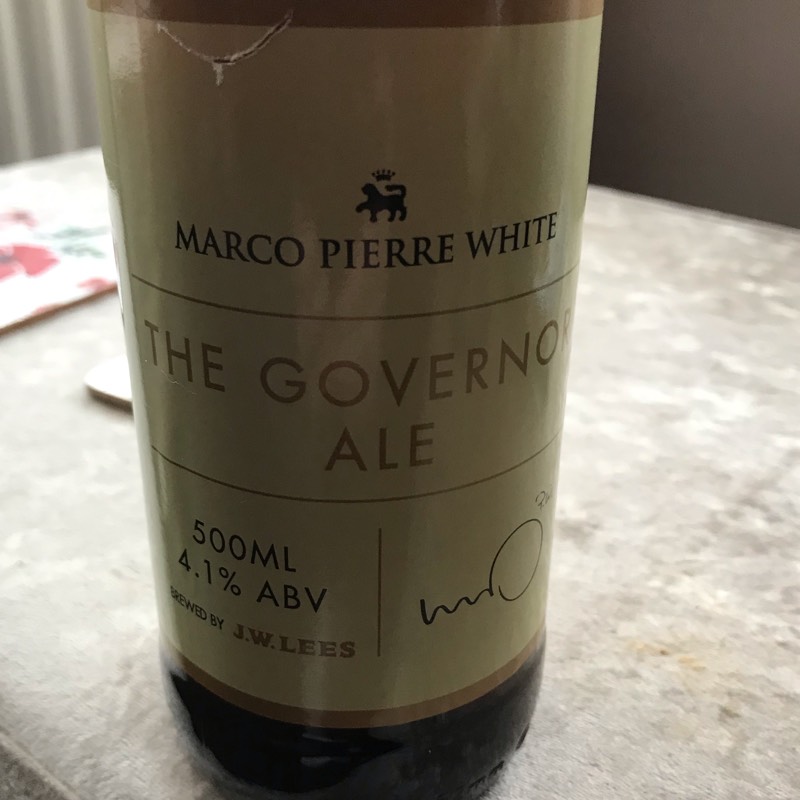 MARCO PIERRE WHITE
THE GOVERNOR
ALE
500ML
4.1% ABV
BREWED BY J.W.LEES